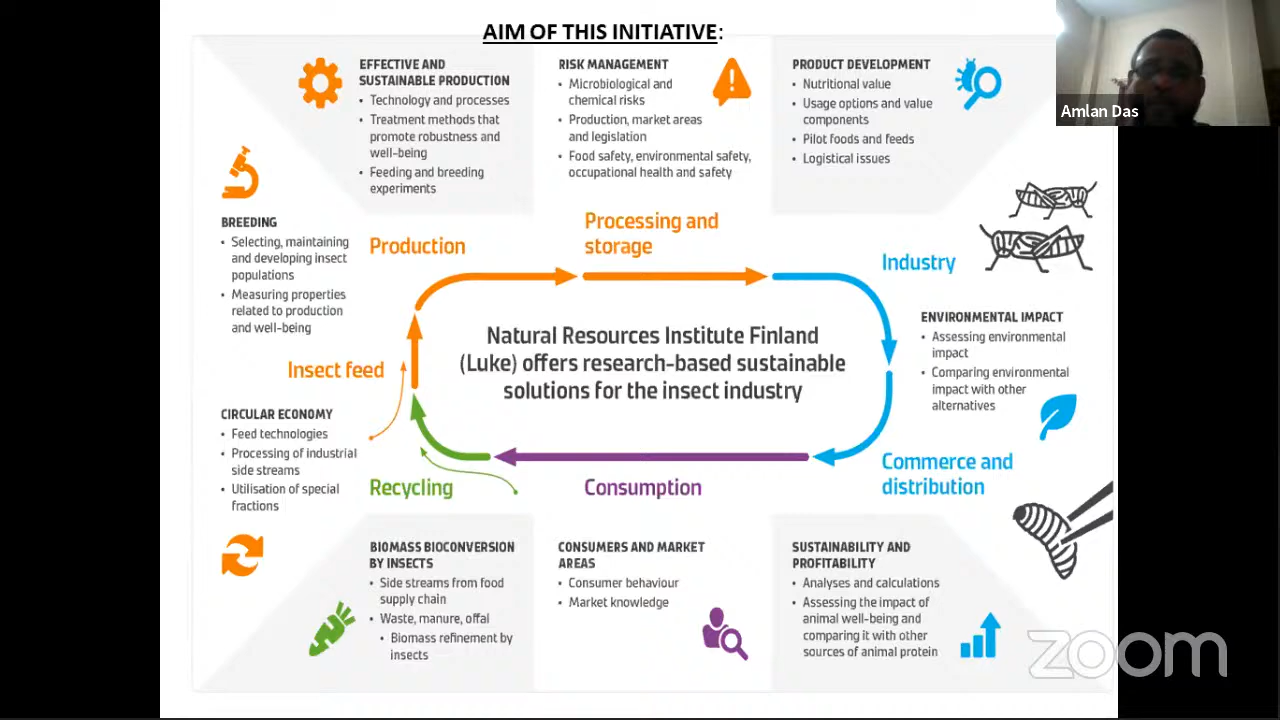 AIM OF THIS INITIATIVE:
Amlan Das
EFFECTIVE AND
SUSTAINABLE PRODUCTION
• Technology and processes
• Treatment methods that
promote robustness and
well-being
• Feeding and breeding
experiments
RISK MANAGEMENT
• Microbiological and
chemical risks
• Production, market areas
and legislation
• Food safety, environmental safety,
occupational health and safety
PRODUCT DEVELOPMENT
• Nutritional value
• Usage options and value
components
• Pilot foods and feeds
• Logistical issues
BREEDING
• Selecting, maintaining
and developing insect
populations
• Measuring properties
related to production
and well-being
Production
Processing and
storage
Industry
ENVIRONMENTAL IMPACT
• Assessing environmental
impact
• Comparing environmental
impact with other
alternatives
Natural Resources Institute Finland
(Luke) offers research-based sustainable
solutions for the insect industry
Insect feed
CIRCULAR ECONOMY
• Feed technologies
• Processing of industrial
side streams
• Utilisation of special
fractions
Recycling
Consumption
Commerce and
distribution
BIOMASS BIOCONVERSION
BY INSECTS
• Side streams from food
supply chain
• Waste, manure, offal
• Biomass refinement by
insects
CONSUMERS AND MARKET
AREAS
• Consumer behaviour
• Market knowledge
SUSTAINABILITY AND
PROFITABILITY
• Analyses and calculations
• Assessing the impact of
animal well-being and
comparing it with other
sources of animal protein
zoom